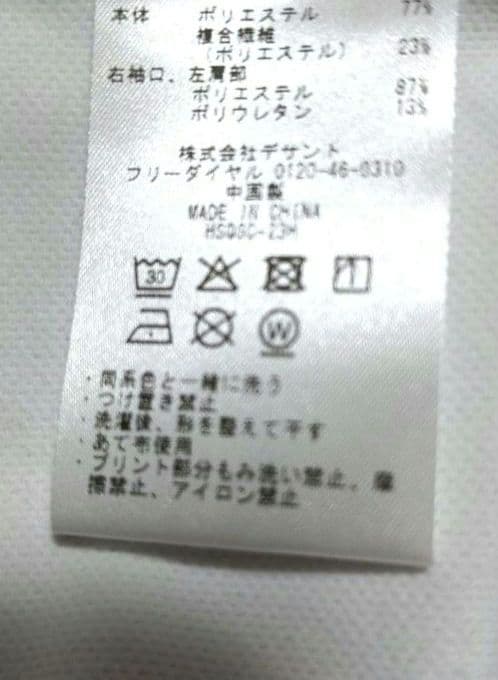 本体 ポリエステル 77%
複合繊維
(ポリエステル) 23%
右袖口、左肩部
ポリエステル 87%
ポリウレタン 13%
株式会社デサント
フリーダイヤル 0120-46-0310
中国製
MADE IN CHINA
30
W
・同系色と一緒に洗う
・つけ置き禁止
・洗濯後、形を整えて干す
・あて布使用
・プリント部分もみ洗い禁止、摩
擦禁止、アイロン禁止